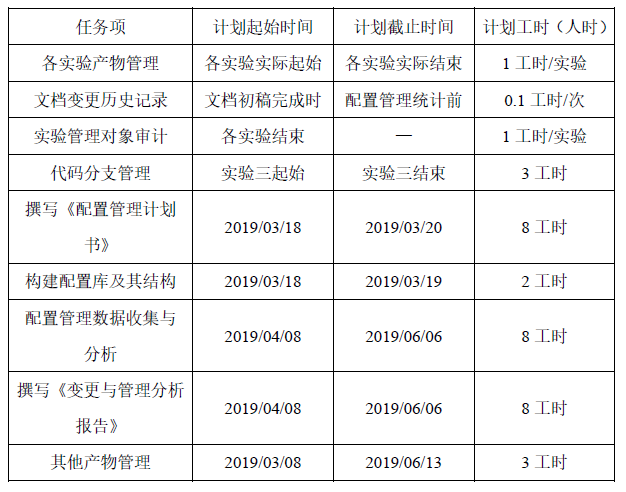 任务项 计划起始时间 计划截止时间 计划工时（人时）
各实验产物管理 各实验实际起始 各实验实际结束 1 工时/实验
文档变更历史记录 文档初稿完成时 配置管理统计前 0.1 工时/次
实验管理对象审计 各实验结束 — 1 工时/实验
代码分支管理 实验三起始 实验三结束 3 工时
撰写《配置管理计划
书》 2019/03/18 2019/03/20 8 工时
构建配置库及其结构 2019/03/18 2019/03/19 2 工时
配置管理数据收集与
分析 2019/04/08 2019/06/06 8 工时
撰写《变更与管理分析
报告》 2019/04/08 2019/06/06 8 工时
其他产物管理 2019/03/08 2019/06/13 3 工时